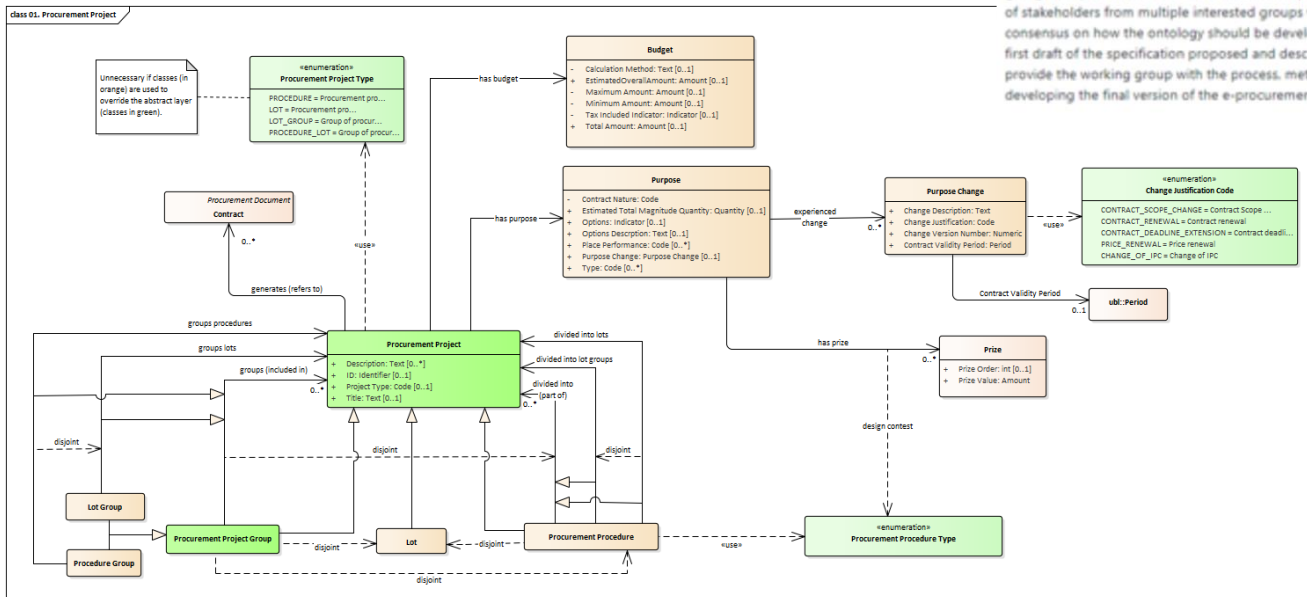 class 01. Procurement Project
of stakeholders from multiple interested groups
consensus on how the ontology should be devel
first draft of the specification proposed and desc
provide the working group with the process, met
developing the final version of the e-procuremer
Unnecessary if classes (in
orange) are used to
override the abstract layer
(classes in green).
«enumeration»
Procurement Project Type
PROCEDURE = Procurement pro...
LOT = Procurement pro...
LOT_GROUP = Group of procur...
PROCEDURE_LOT = Group of procur...
has budget
Budget
- Calculation Method: Text [0..1]
+ EstimatedOverallAmount: Amount [0..1]
- Maximum Amount: Amount [0..1]
- Minimum Amount: Amount [0..1]
- Tax Included Indicator: Indicator [0..1]
+ Total Amount: Amount [0..1]
Procurement Document
Contract
0..*
«use»
has purpose
Purpose
- Contract Nature: Code
+ Estimated Total Magnitude Quantity: Quantity [0..1]
+ Options: Indicator [0..1]
+ Options Descrption: Text [0..1]
+ Place Performance: Code [0..*]
+ Purpose Change: Purpose Change [0..1]
+ Type: Code [0..*]
experienced
change
0..*
Purpose Change
+ Change Description: Text
+ Change Justification: Code
+ Change Version Number: Numeric
+ Contract Validity Period: Period
«use»
«enumeration»
Change Justification Code
CONTRACT_SCOPE_CHANGE = Contract Scope ...
CONTRACT_RENEWAL = Contract renewal
CONTRACT_DEADLINE_EXTENSION = Contract deadli...
PRICE_RENEWAL = Price renewal
CHANGE_OF_IPC = Change of IPC
generates (refers to)
Contract Validity Period
0..1
ubl::Period
groups procedures
groups lots
groups (included in)
0..*
Procurement Project
+ Description: Text [0..*]
+ ID: Identifier [0..1]
+ Project Type: Code [0..1]
+ Title: Text [0..1]
divided into lots
divided into lot groups
divided into
(part of)
0..*
has prize
0..*
Prize
+ Prize Order: int [0..1]
+ Prize Value: Amount
design contest
disjoint
disjoint
disjoint
Lot Group
Procurement Project Group
Procedure Group
disjoint
Lot
disjoint
Procurement Procedure
«use»
«enumeration»
Procurement Procedure Type
disjoint